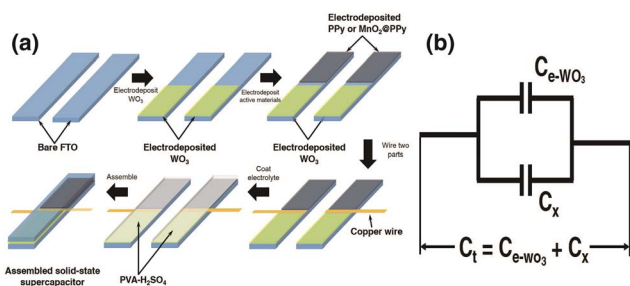 (a)
Electrodeposited
PPy or MnO₂@PPy
Electrodeposit
WO₃
Electrodeposit
active materials
Bare FTO
Electrodeposited
WO₃
Electrodeposited
WO₃
Wire two
parts
Assemble
Coat
electrolyte
Copper wire
Assembled solid-state
supercapacitor
PVA-H₂SO₄
(b)
Cₑ₋WO₃
Cₓ
Cₜ = Cₑ₋wo₃ + Cₓ